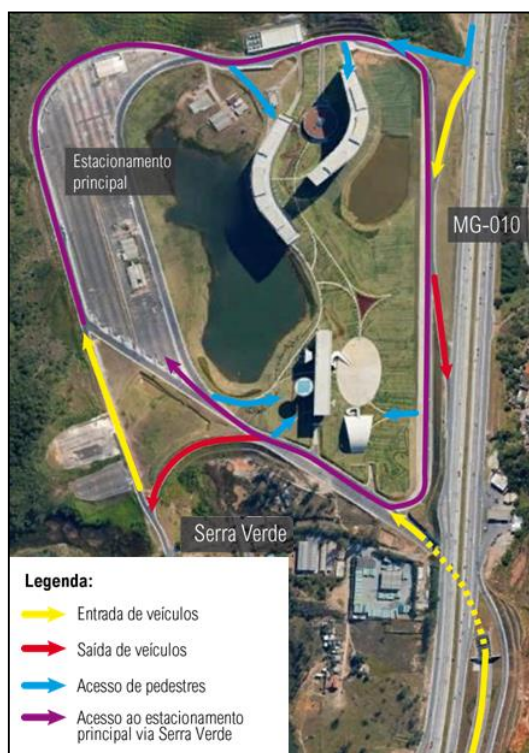 Estacionamento
principal
MG-010
Serra Verde
Legenda:
Entrada de veículos
Saída de veículos
Acesso de pedestres
Acesso ao estacionamento
principal via Serra Verde